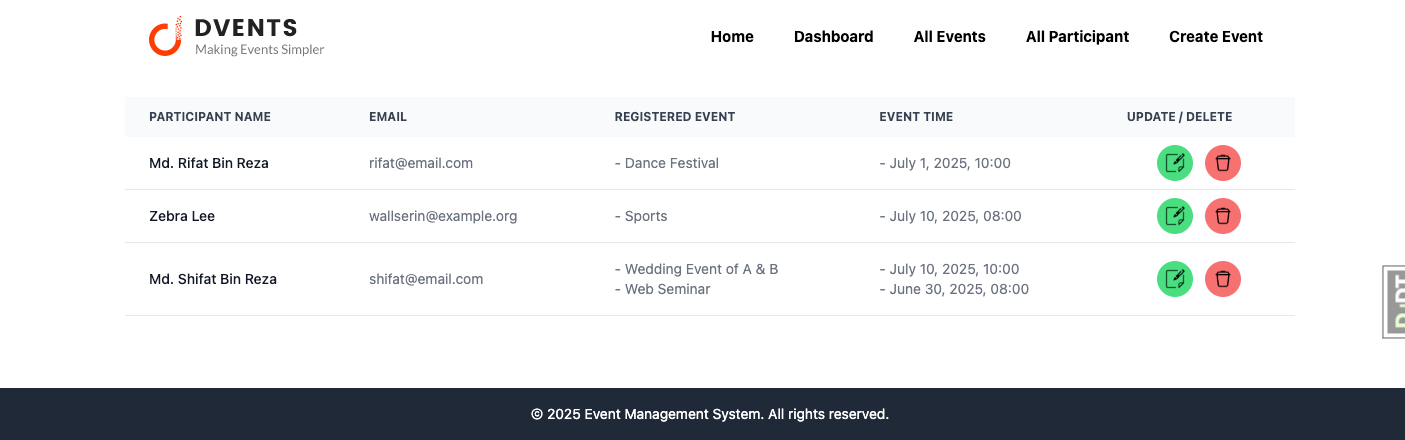 DVENTS
Making Events Simpler
Home Dashboard All Events All Participant Create Event
PARTICIPANT NAME EMAIL REGISTERED EVENT EVENT TIME UPDATE / DELETE
Md. Rifat Bin Reza rifat@email.com - Dance Festival - July 1, 2025, 10:00
Zebra Lee wallserin@example.org - Sports - July 10, 2025, 08:00
Md. Shifat Bin Reza shifat@email.com - Wedding Event of A & B - July 10, 2025, 10:00
- Web Seminar - June 30, 2025, 08:00
DJDT
© 2025 Event Management System. All rights reserved.